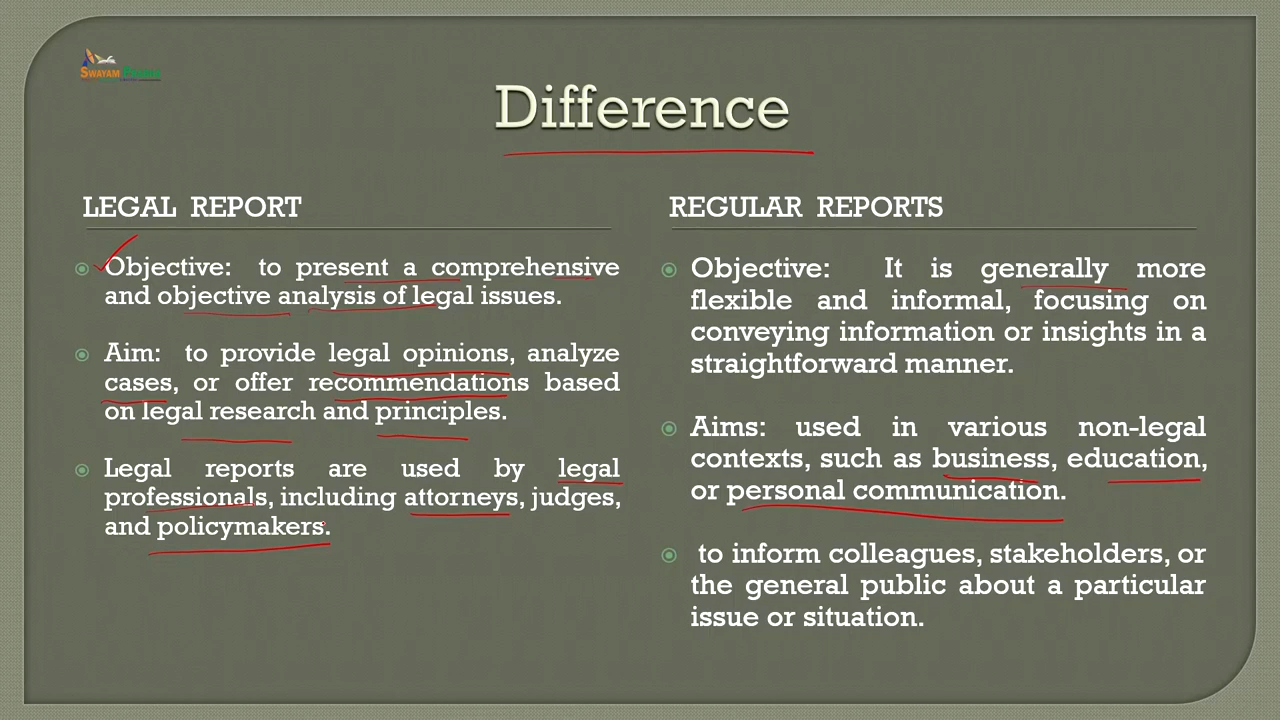 SWAYAM PRABHA
Difference
LEGAL REPORT
Objective: to present a comprehensive
and objective analysis of legal issues.
Aim: to provide legal opinions, analyze
cases, or offer recommendations based
on legal research and principles.
Legal reports are used by legal
professionals, including attorneys, judges,
and policymakers.
REGULAR REPORTS
Objective: It is generally more
flexible and informal, focusing on
conveying information or insights in a
straightforward manner.
Aims: used in various non-legal
contexts, such as business, education,
or personal communication.
to inform colleagues, stakeholders, or
the general public about a particular
issue or situation.